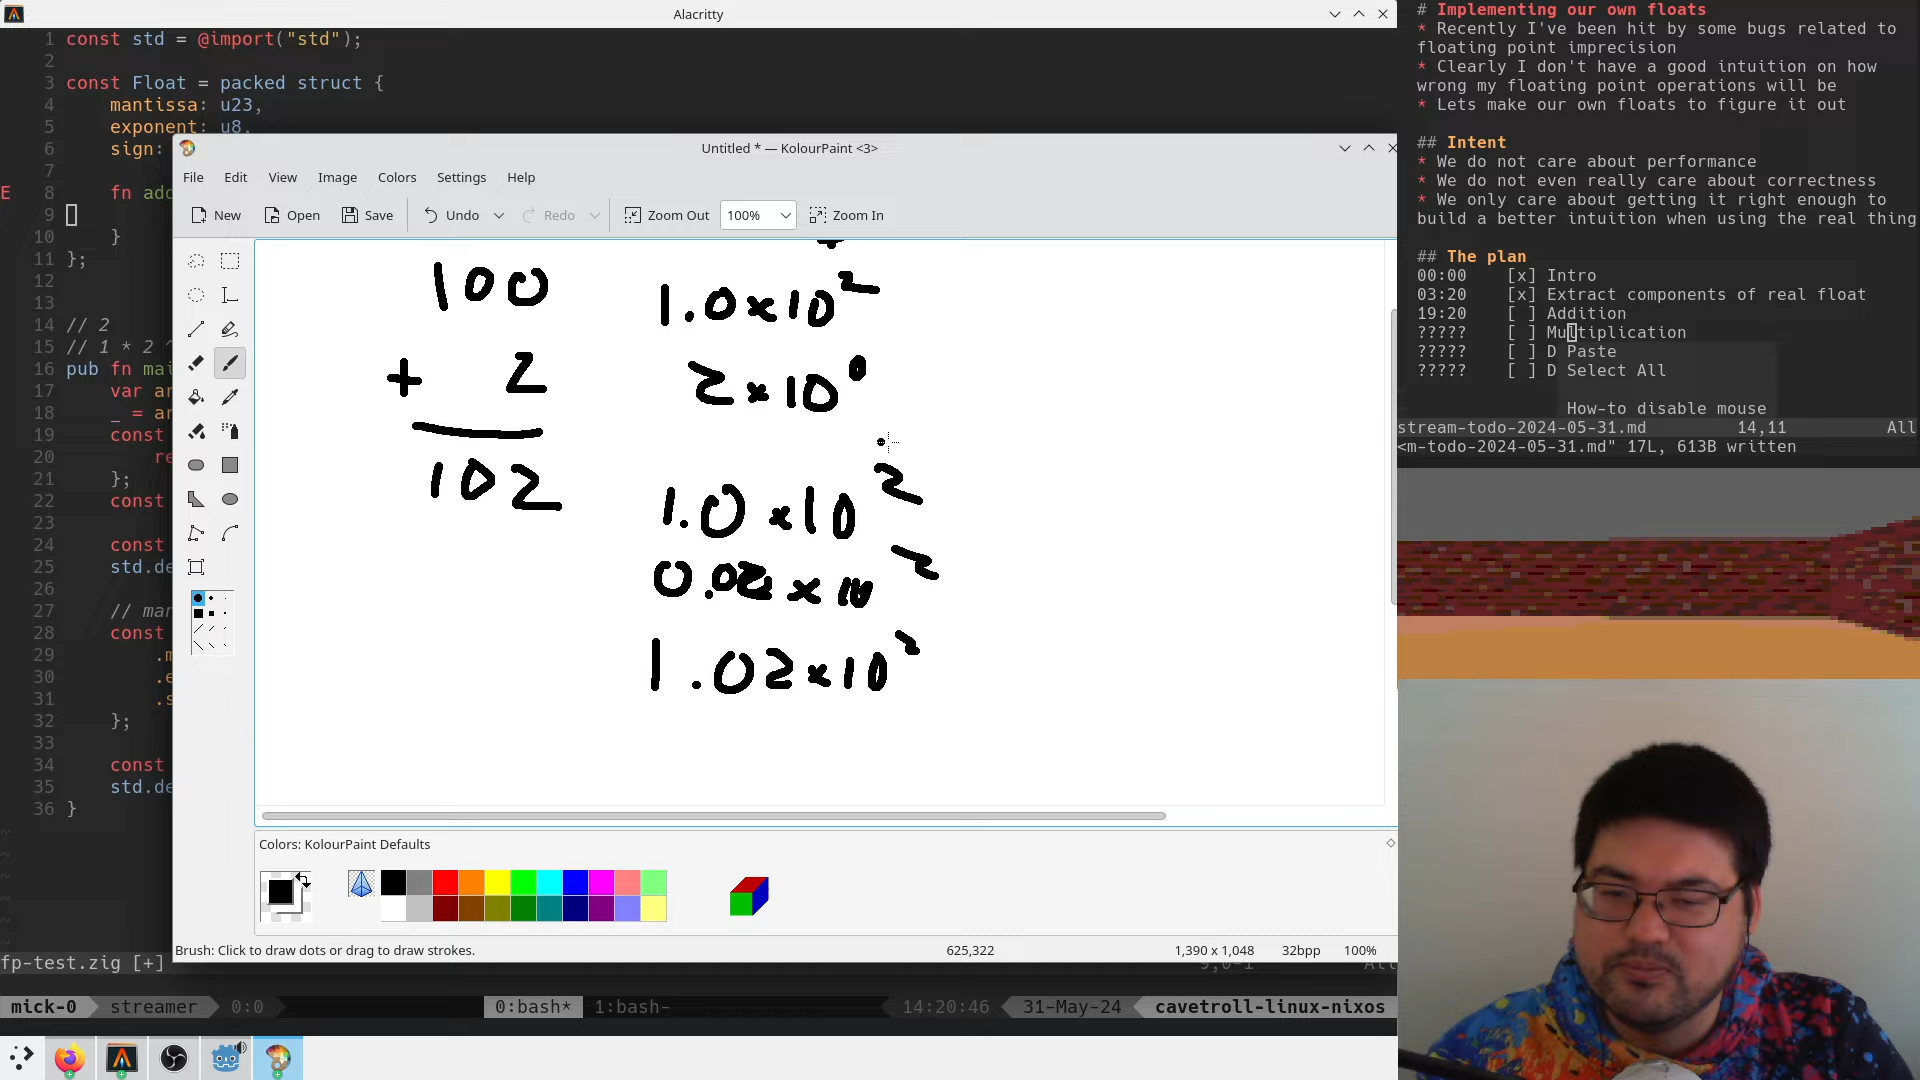 Alacritty
1 const std = @import("std");
2
3 const Float = packed struct {
4 mantissa: u23,
5 exponent: u8,
6 sign:
7
E 8 fn add
9
10 }
11 };
12
13
14 // 2
15 // 1 * 2 ^
16 pub fn mai
17 var ar
18 _ = ar
19 const
20 re
21 };
22 const
23
24 const
25 std.de
26
27 // man
28 const
29 .m
30 .e
31 .s
32 };
33
34 const
35 std.de
36 }
fp-test.zig [+]
Untitled * — KolourPaint <3>
File Edit View Image Colors Settings Help
New Open Save Undo Redo Zoom Out 100% Zoom In
100
+ 2
102
1.0×10²
2×10⁰
1.0×10²
0.02×10²
1.02×10²
Colors: KolourPaint Defaults
Brush: Click to draw dots or drag to draw strokes. 625,322 1,390 x 1,048 32bpp 100%
9,0-1 All
mick-0 streamer 0:0 0:bash* 1:bash- 14:20:46 31-May-24 cavetroll-linux-nixos
# Implementing our own floats
* Recently I've been hit by some bugs related to
floating point imprecision
* Clearly I don't have a good intuition on how
wrong my floating point operations will be
* Lets make our own floats to figure it out
## Intent
* We do not care about performance
* We do not even really care about correctness
* We only care about getting it right enough to
build a better intuition when using the real thing
## The plan
00:00 [x] Intro
03:20 [x] Extract components of real float
19:20 [ ] Addition
????? [ ] Multiplication
????? [ ] D Paste
????? [ ] D Select All
How-to disable mouse
stream-todo-2024-05-31.md 14,11 All
<m-todo-2024-05-31.md" 17L, 613B written